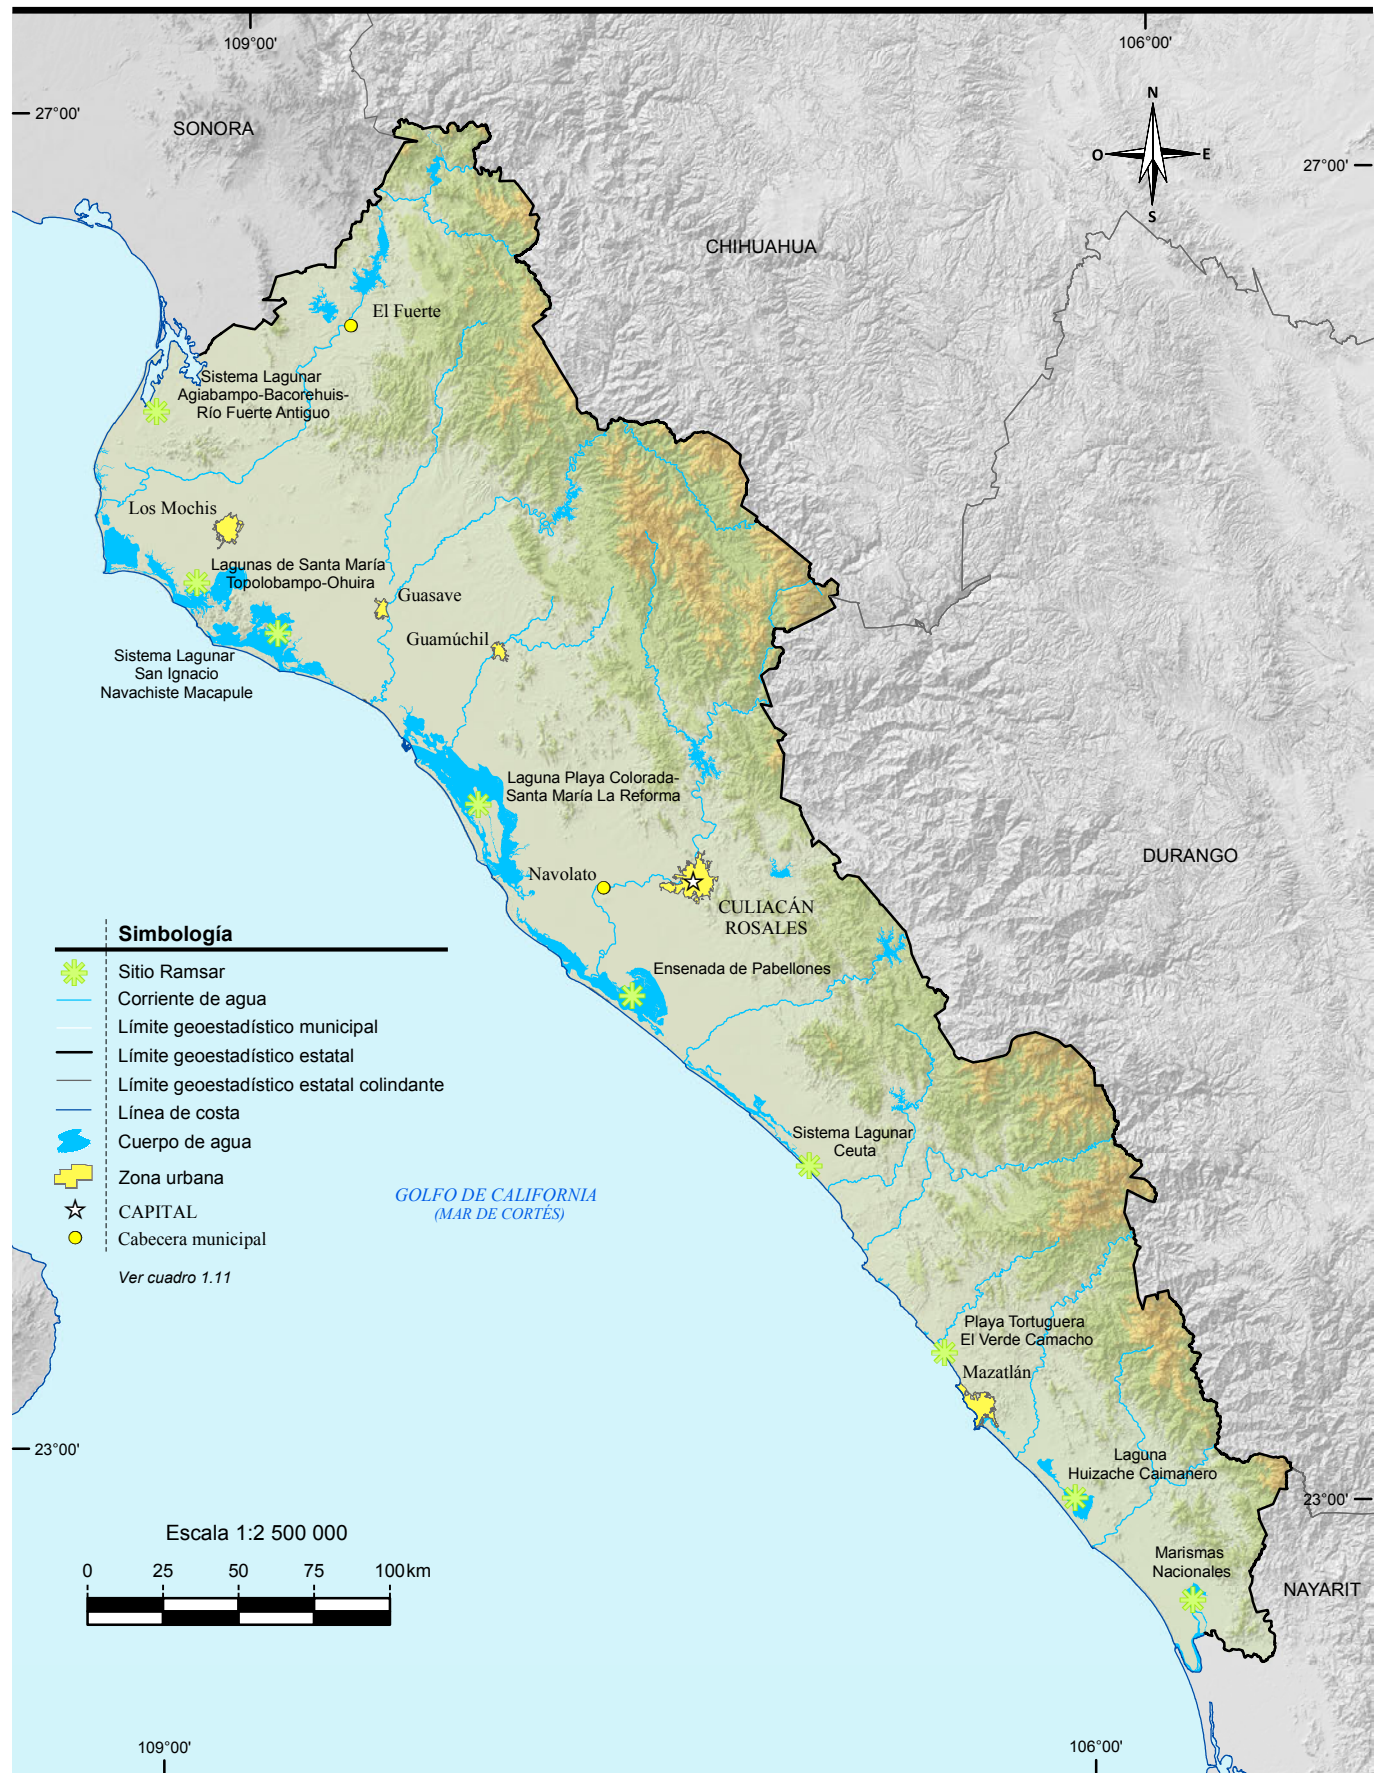 109°00'
106°00'
27°00'
SONORA
N
O
E
S
27°00'
CHIHUAHUA
El Fuerte
Sistema Lagunar
Agiabampo-Bacorehuis-
Río Fuerte Antiguo
Los Mochis
Lagunas de Santa María
Topolobampo-Ohuira
Guasave
Guamúchil
Sistema Lagunar
San Ignacio
Navachiste Macapule
Laguna Playa Colorada-
Santa María La Reforma
DURANGO
Navolato
CULIACÁN
ROSALES
Ensenada de Pabellones
Simbología
Sitio Ramsar
Corriente de agua
Límite geoestadístico municipal
Límite geoestadístico estatal
Límite geoestadístico estatal colindante
Línea de costa
Cuerpo de agua
Zona urbana
CAPITAL
Cabecera municipal
Ver cuadro 1.11
Sistema Lagunar
Ceuta
GOLFO DE CALIFORNIA
(MAR DE CORTÉS)
Playa Tortuguera
El Verde Camacho
Mazatlán
23°00'
Laguna
Huizache Caimanero
23°00'
Escala 1:2 500 000
0 25 50 75 100 km
Marismas
Nacionales
NAYARIT
109°00'
106°00'